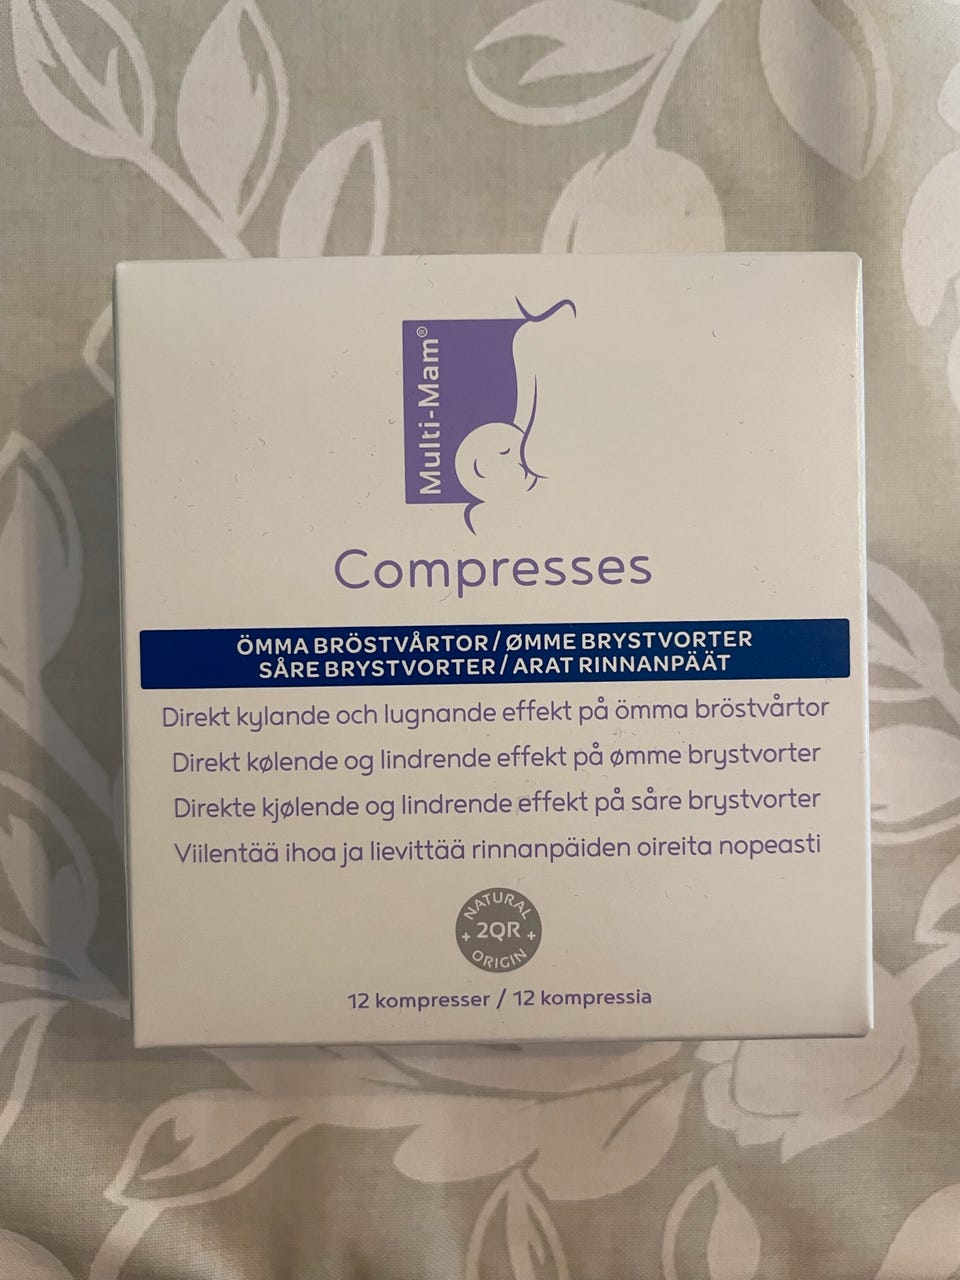 Multi-Mam®
Compresses
ÖMMA BRÖSTVÅRTOR / ØMME BRYSTVORTER
SÅRE BRYSTVORTER / ARAT RINNANPÄÄT
Direkt kylande och lugnande effekt på ömma bröstvårtor
Direkt kølende og lindrende effekt på ømme brystvorter
Direkte kjølende og lindrende effekt på såre brystvorter
Viilentää ihoa ja lievittää rinnanpäiden oireita nopeasti
NATURAL
+ 2QR +
ORIGIN
12 kompresser / 12 kompressia